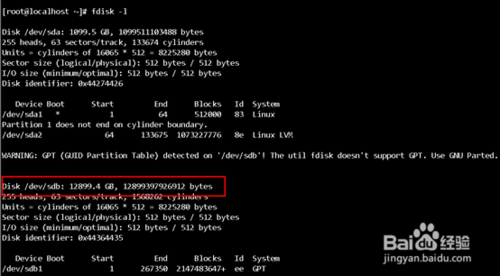 [root@localhost ~]# fdisk -l
Disk /dev/sda: 1099.5 GB, 1099511103488 bytes
255 heads, 63 sectors/track, 133674 cylinders
Units = cylinders of 16065 * 512 = 8225280 bytes
Sector size (logical/physical): 512 bytes / 512 bytes
I/O size (minimum/optimal): 512 bytes / 512 bytes
Disk identifier: 0x44274426
Device Boot Start End Blocks Id System
/dev/sda1 * 1 64 512000 83 Linux
Partition 1 does not end on cylinder boundary.
/dev/sda2 64 133675 1073227776 8e Linux LVM
WARNING: GPT (GUID Partition Table) detected on '/dev/sdb'! The util fdisk doesn't support GPT. Use GNU Parted.
Disk /dev/sdb: 12899.4 GB, 12899397926912 bytes
255 heads, 63 sectors/track, 1568262 cylinders
Units = cylinders of 16065 * 512 = 8225280 bytes
Sector size (logical/physical): 512 bytes / 512 bytes
I/O size (minimum/optimal): 512 bytes / 512 bytes
Disk identifier: 0x44364435
Device Boot Start End Blocks Id System
/dev/sdb1 1 267350 2147483647+ ee GPT
Baidu经验
jingyan.baidu.com